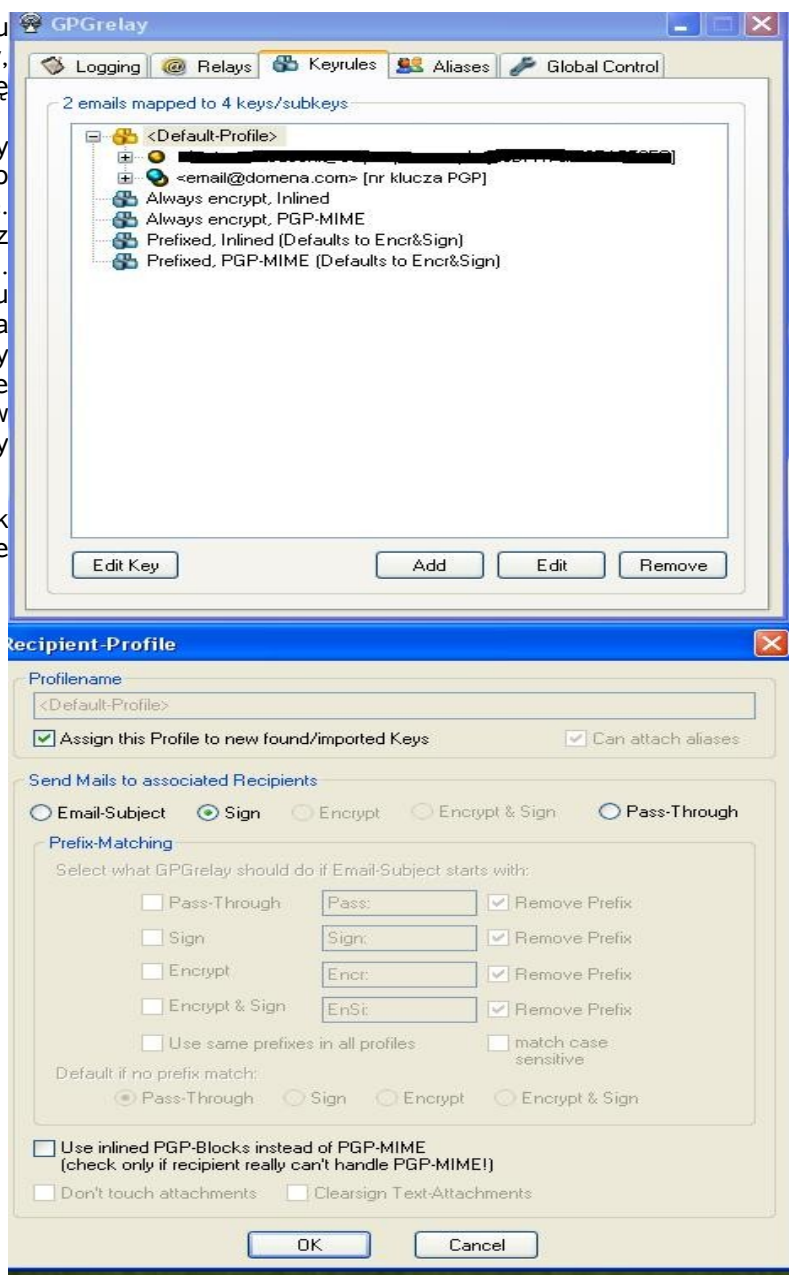 GPGrelay
Logging Relays Keyrules Aliases Global Control
2 emails mapped to 4 keys/subkeys
<Default-Profile>
<email@domena.com> [nr klucza PGP]
Always encrypt, Inlined
Always encrypt, PGP-MIME
Prefixed, Inlined (Defaults to Encr&Sign)
Prefixed, PGP-MIME (Defaults to Encr&Sign)
Edit Key Add Edit Remove
Recipient-Profile
Profilename
<Default-Profile>
Assign this Profile to new found/imported Keys Can attach aliases
Send Mails to associated Recipients
Email-Subject Sign Encrypt Encrypt & Sign Pass-Through
Prefix-Matching
Select what GPGrelay should do if Email-Subject starts with:
Pass-Through Pass: Remove Prefix
Sign Sign: Remove Prefix
Encrypt Encr: Remove Prefix
Encrypt & Sign EnSi: Remove Prefix
Use same prefixes in all profiles match case
sensitive
Default if no prefix match:
Pass-Through Sign Encrypt Encrypt & Sign
Use inlined PGP-Blocks instead of PGP-MIME
(check only if recipient really can't handle PGP-MIME!)
Don't touch attachments Clearsign Text-Attachments
OK Cancel